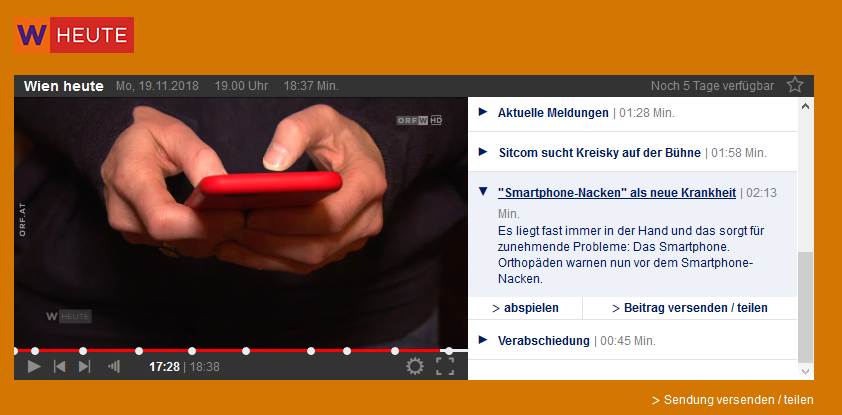 W HEUTE
Wien heute Mo, 19.11.2018 19.00 Uhr 18:37 Min. Noch 5 Tage verfügbar
ORF W HD
ORF.AT
W HEUTE
17:28 | 18:38
Aktuelle Meldungen | 01:28 Min.
Sitcom sucht Kreisky auf der Bühne | 01:58 Min.
"Smartphone-Nacken" als neue Krankheit | 02:13
Min.
Es liegt fast immer in der Hand und das sorgt für
zunehmende Probleme: Das Smartphone.
Orthopäden warnen nun vor dem Smartphone-
Nacken.
> abspielen > Beitrag versenden / teilen
Verabschiedung | 00:45 Min.
> Sendung versenden / teilen